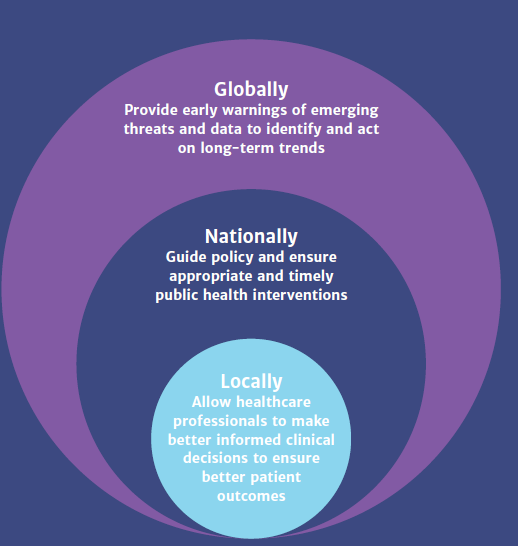 Globally
Provide early warnings of emerging
threats and data to identify and act
on long-term trends
Nationally
Guide policy and ensure
appropriate and timely
public health interventions
Locally
Allow healthcare
professionals to make
better informed clinical
decisions to ensure
better patient
outcomes